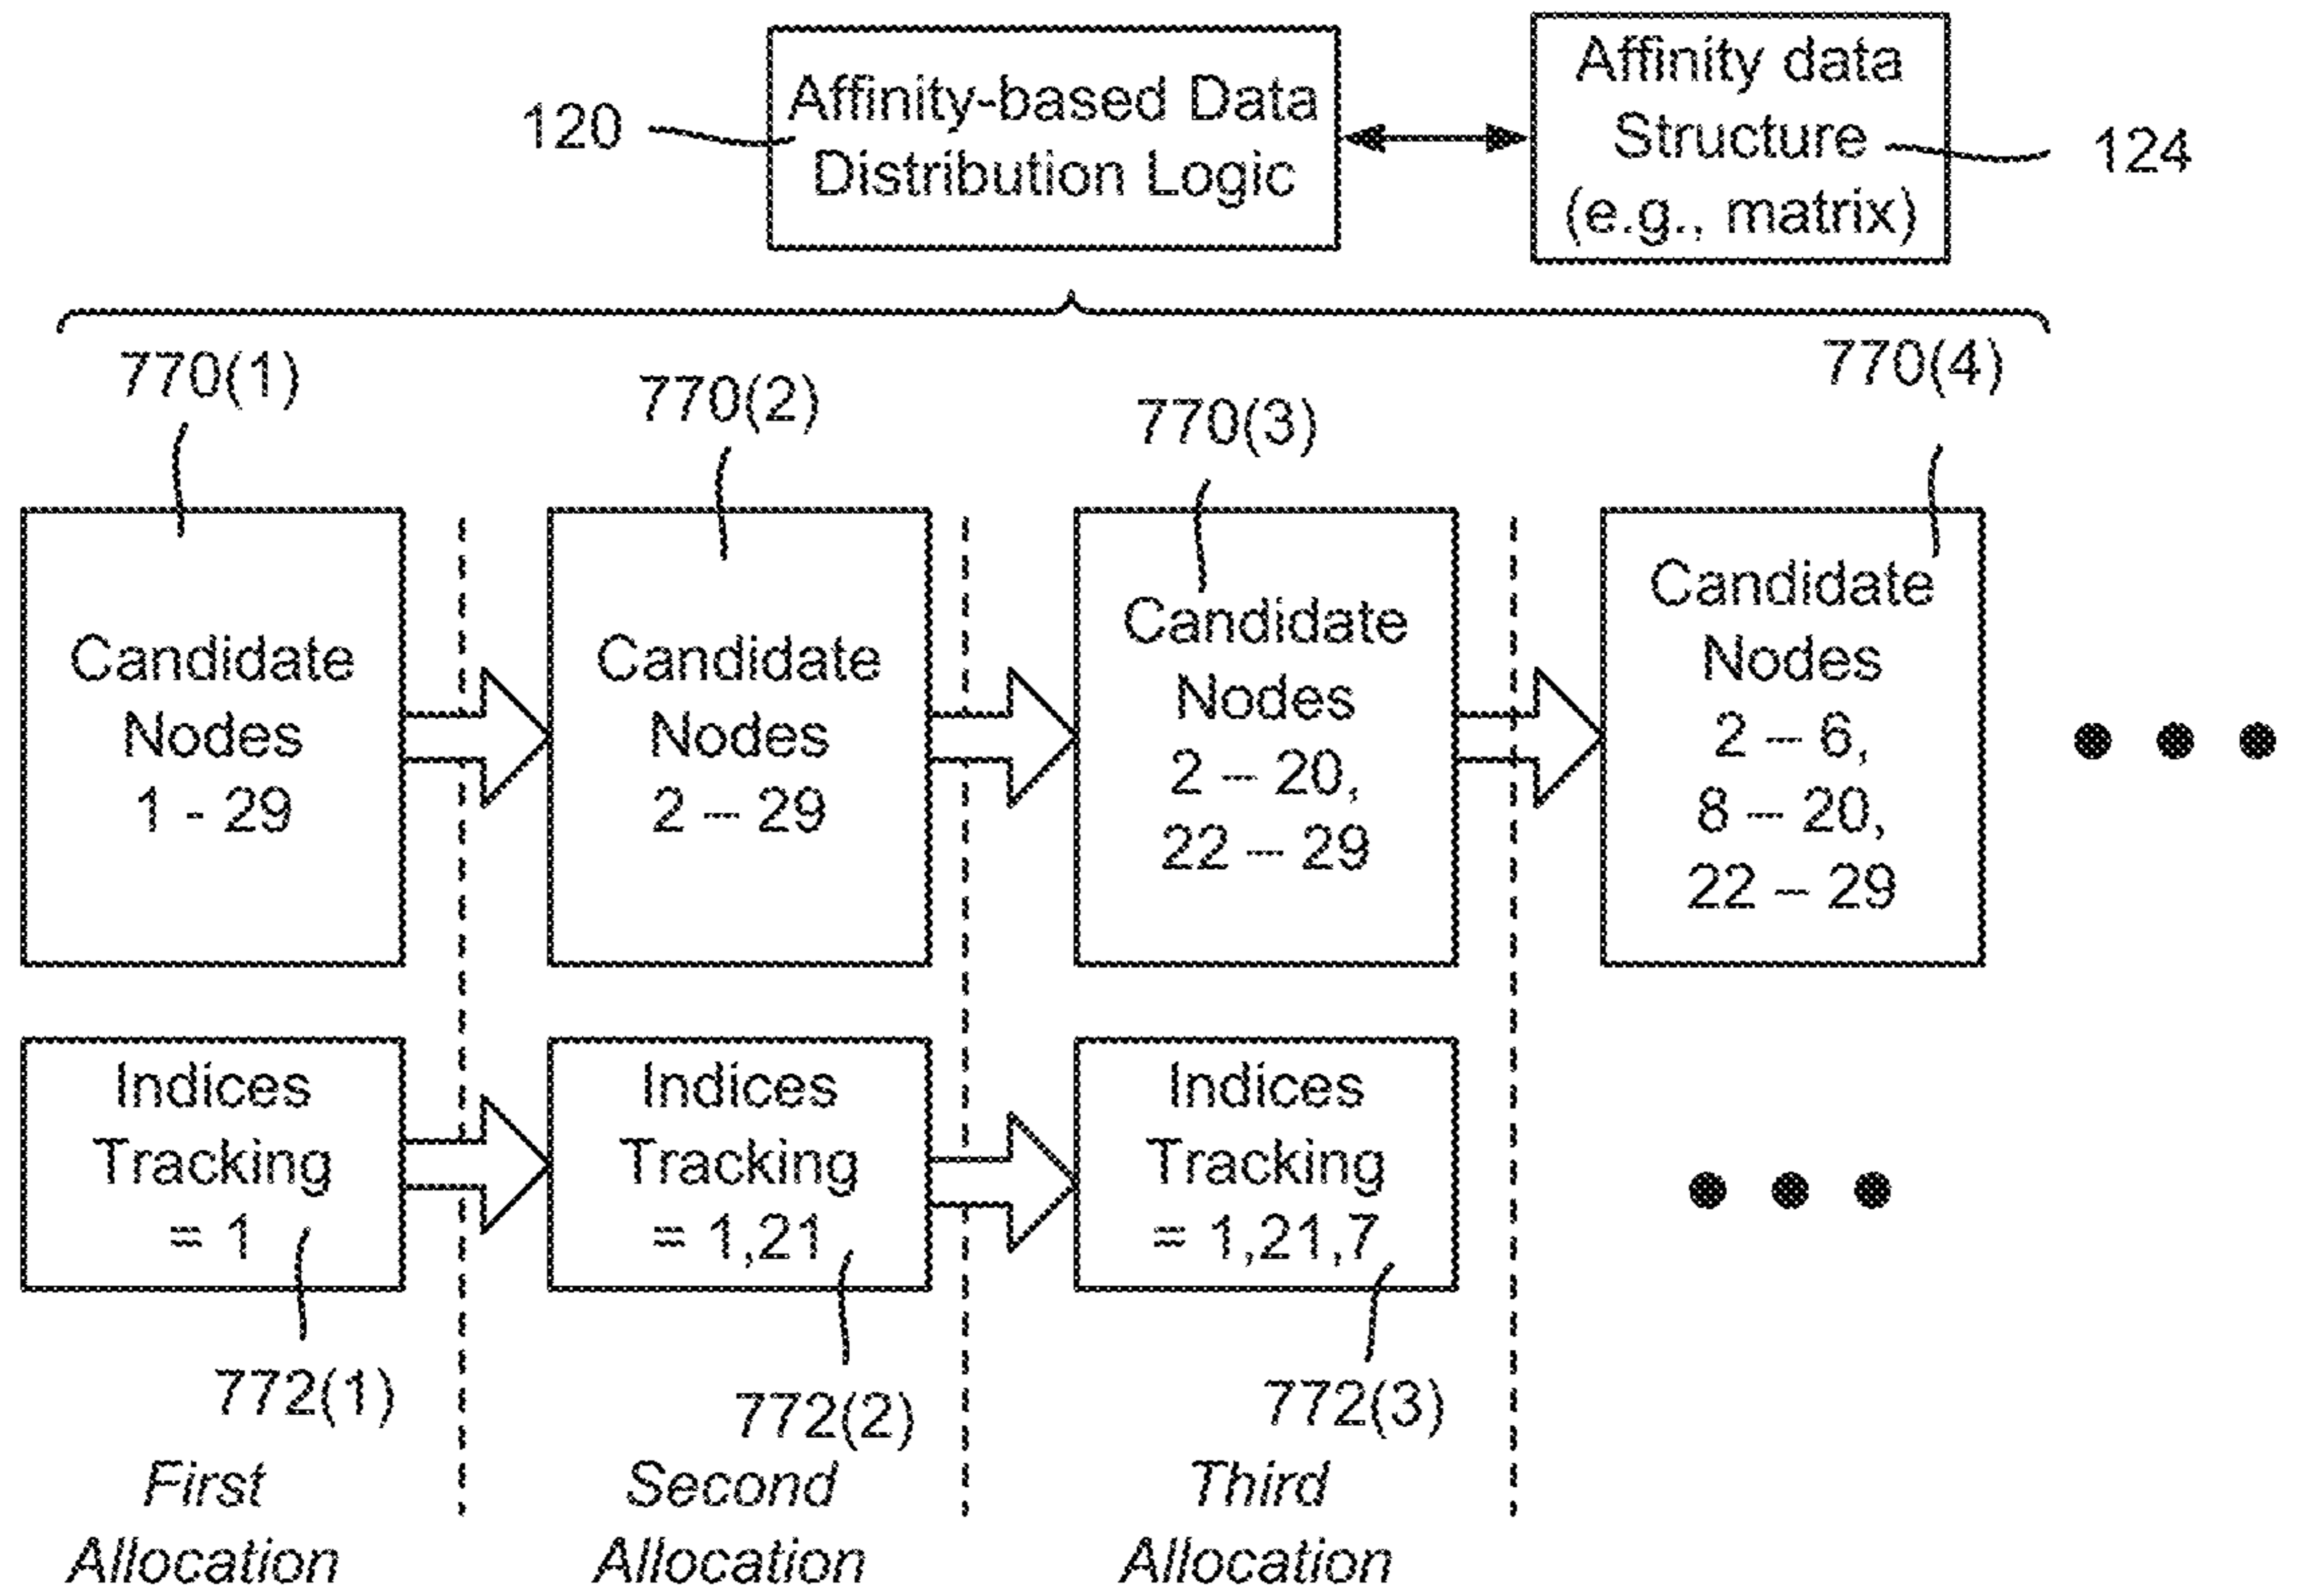 120
Affinity-based Data
Distribution Logic
Affinity data
Structure
(e.g., matrix)
124
770(1)
770(2)
770(3)
770(4)
Candidate
Nodes
1 - 29
Candidate
Nodes
2 – 29
Candidate
Nodes
2 – 20,
22 – 29
Candidate
Nodes
2 – 6,
8 – 20,
22 – 29
Indices
Tracking
= 1
Indices
Tracking
= 1,21
Indices
Tracking
= 1,21,7
772(1)
772(2)
772(3)
First
Allocation
Second
Allocation
Third
Allocation